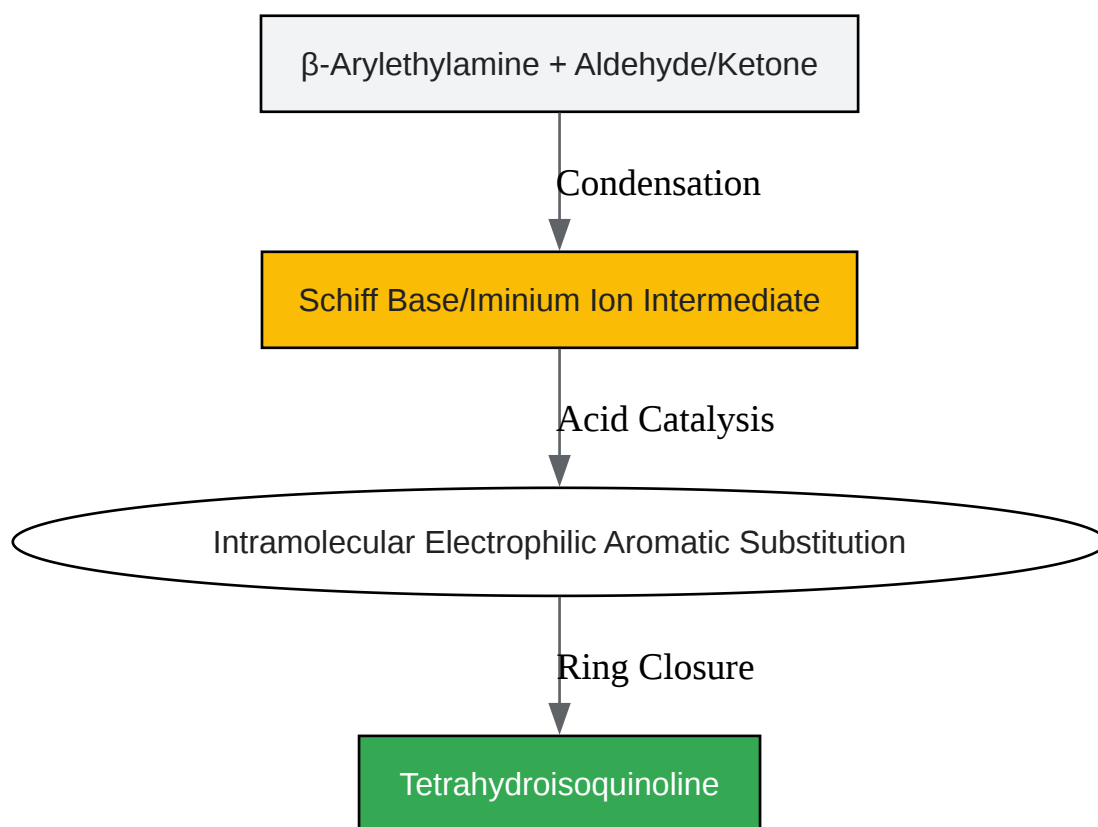 β-Arylethylamine + Aldehyde/Ketone
Condensation
Schiff Base/Iminium Ion Intermediate
Acid Catalysis
Intramolecular Electrophilic Aromatic Substitution
Ring Closure
Tetrahydroisoquinoline